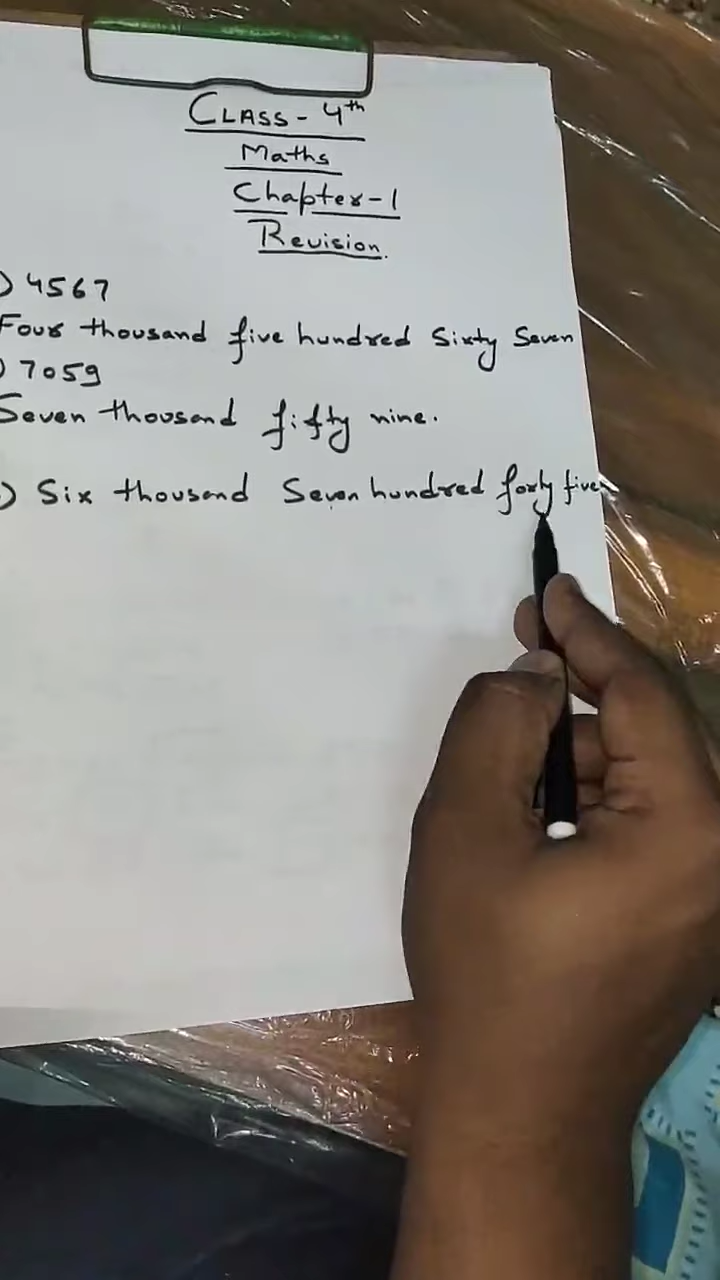 CLASS - 4th
Maths
Chapter-1
Revision.
) 4567
Four thousand five hundred Sixty Seven
) 7059
Seven thousand fifty nine.
) Six thousand Seven hundred forty five